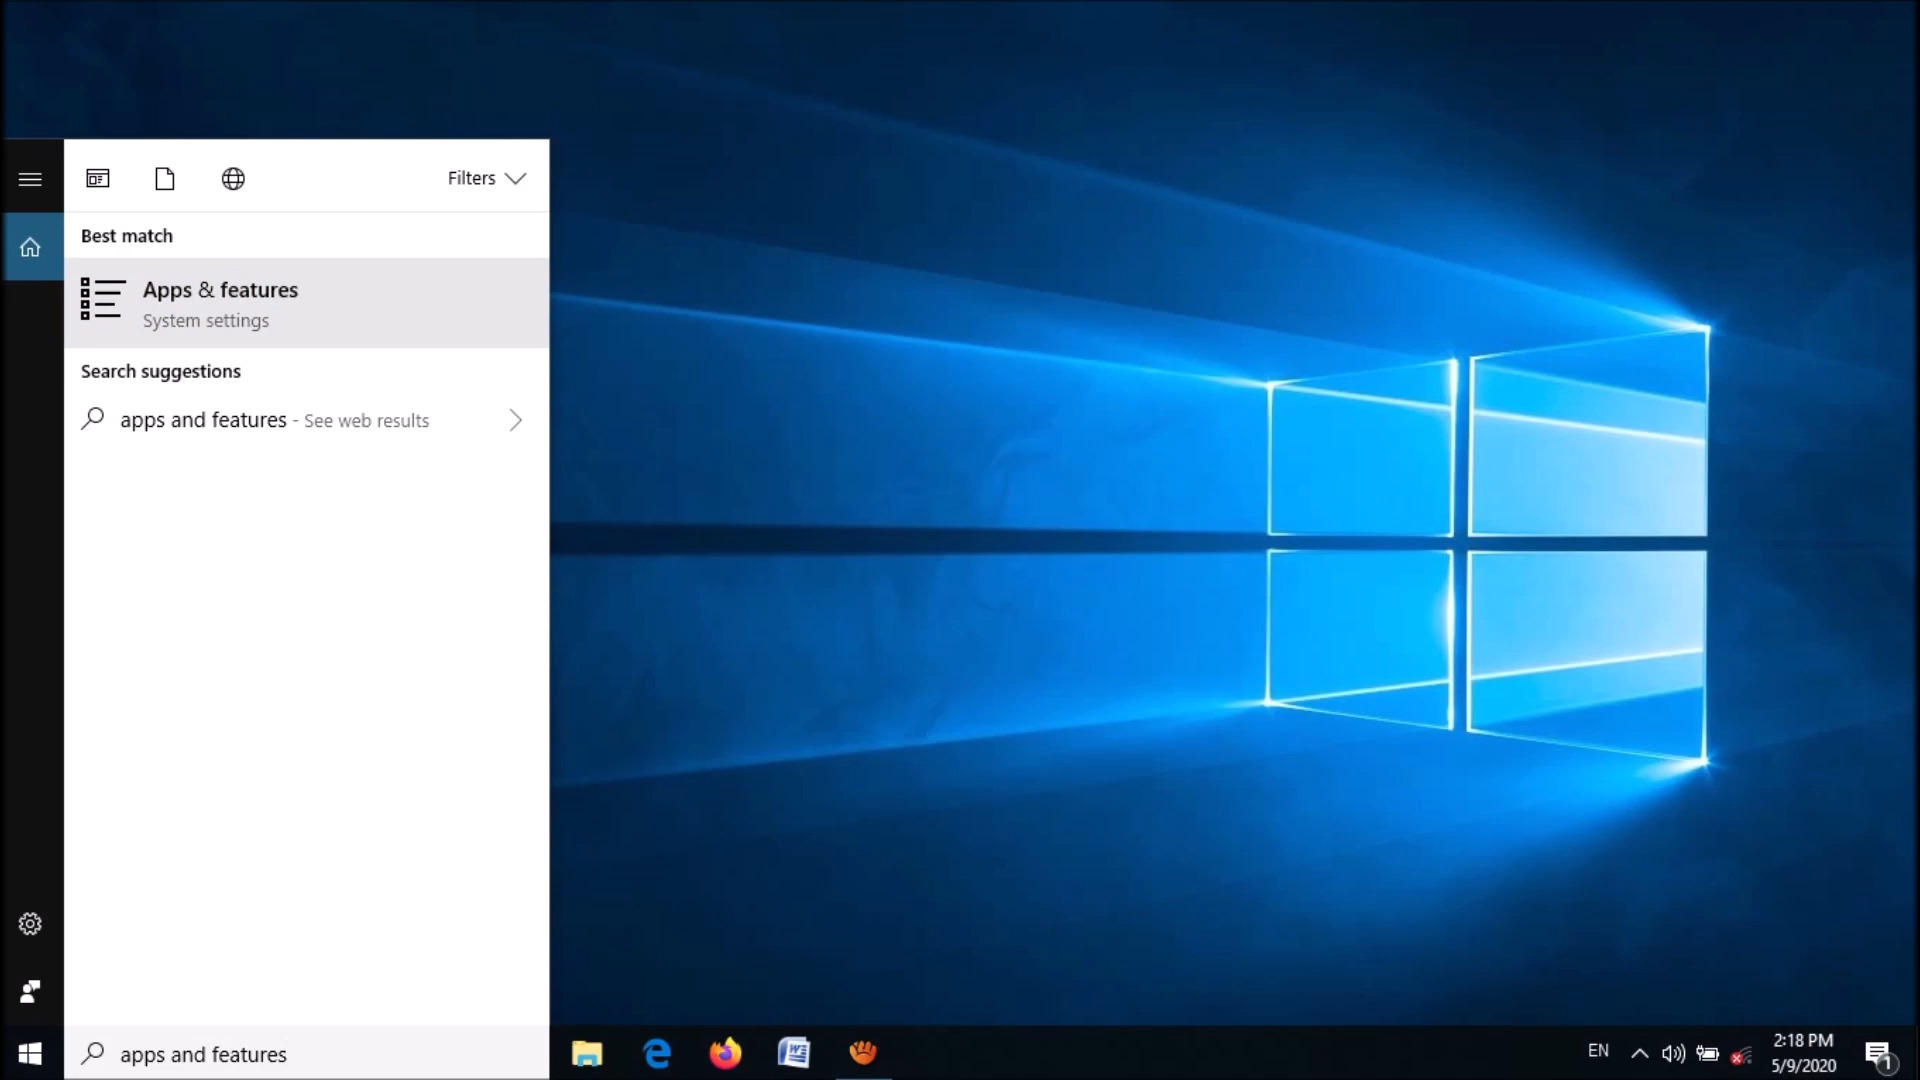 Filters
Best match
Apps & features
System settings
Search suggestions
apps and features - See web results
apps and features
W
EN
2:18 PM
5/9/2020
1